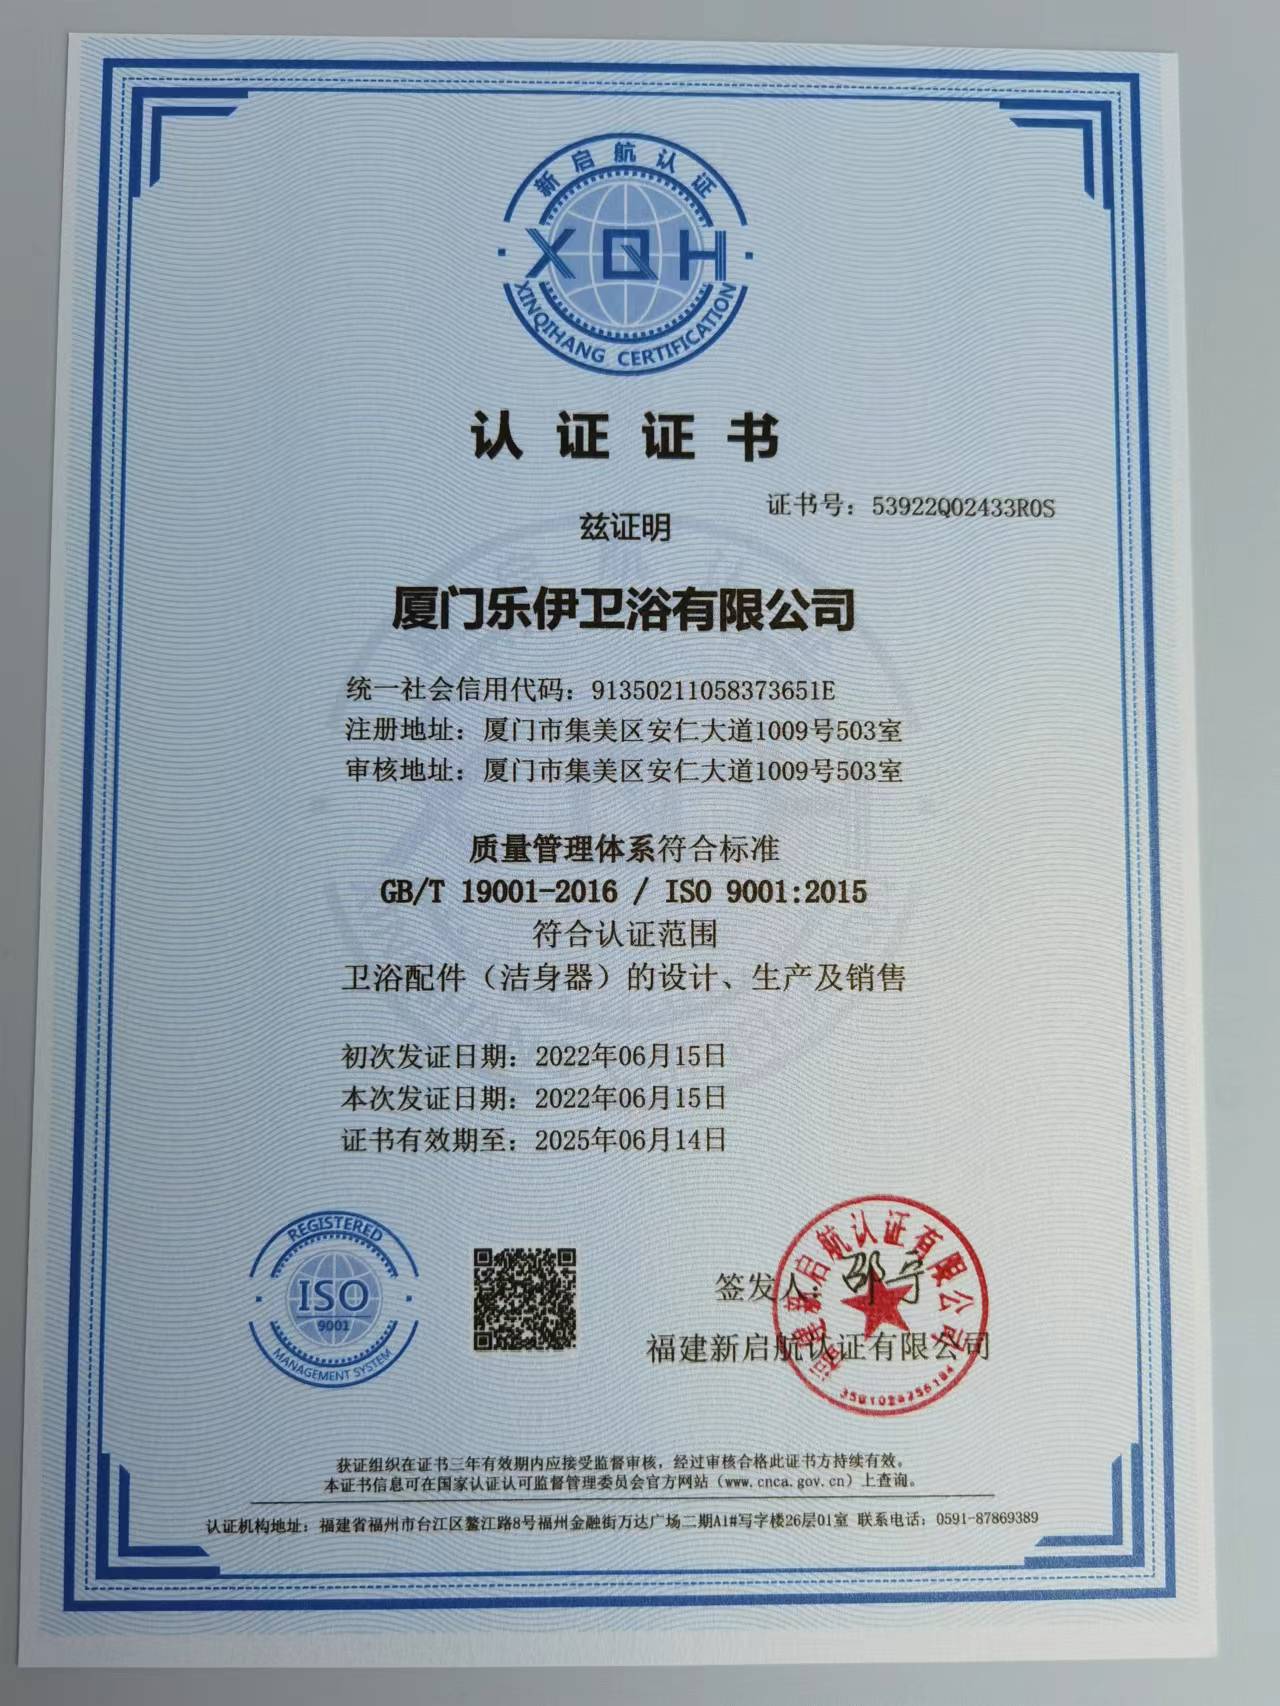 新启航认证
XQH
XINQIHANG CERTIFICATION
认证证书
证书号：53922Q02433R0S
兹证明
厦门乐伊卫浴有限公司
统一社会信用代码：91350211058373651E
注册地址：厦门市集美区安仁大道1009号503室
审核地址：厦门市集美区安仁大道1009号503室
质量管理体系符合标准
GB/T 19001-2016 / ISO 9001:2015
符合认证范围
卫浴配件（洁身器）的设计、生产及销售
初次发证日期：2022年06月15日
本次发证日期：2022年06月15日
证书有效期至：2025年06月14日
REGISTERED
ISO
9001
MANAGEMENT SYSTEM
签发人：邵宁
福建新启航认证有限公司
福建新启航认证有限公司
获证组织在证书三年有效期内应接受监督审核，经过审核合格此证书方持续有效。
本证书信息可在国家认证认可监督管理委员会官方网站（www.cnca.gov.cn）上查询。
认证机构地址：福建省福州市台江区鳌江路8号福州金融街万达广场二期A1#写字楼26层01室 联系电话：0591-87869389